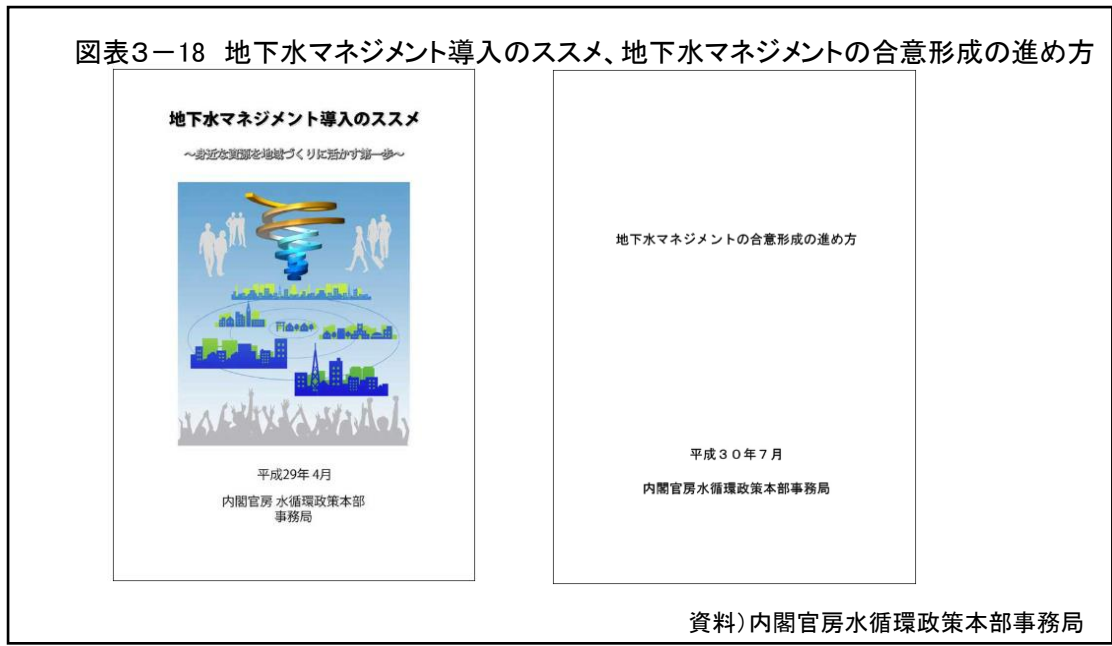 図表3-18 地下水マネジメント導入のススメ、地下水マネジメントの合意形成の進め方
地下水マネジメント導入のススメ
～身近な資源を地域づくりに活かす第一歩～
平成29年 4月
内閣官房 水循環政策本部
事務局
地下水マネジメントの合意形成の進め方
平成30年7月
内閣官房水循環政策本部事務局
資料)内閣官房水循環政策本部事務局